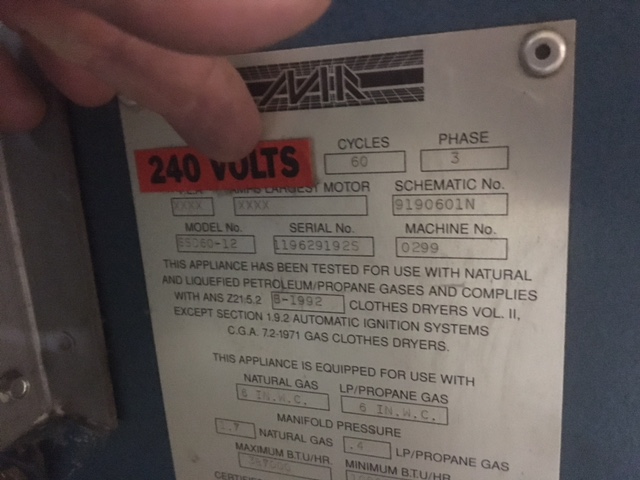 240 VOLTS
CYCLES PHASE
60 3
AMPS LARGEST MOTOR SCHEMATIC No.
XXXX XXXX 9190601N
MODEL No. SERIAL No. MACHINE No.
0299
THIS APPLIANCE HAS BEEN TESTED FOR USE WITH NATURAL
AND LIQUEFIED PETROLEUM/PROPANE GASES AND COMPLIES
WITH ANS Z21.5.2 B-1992 CLOTHES DRYERS VOL. II,
EXCEPT SECTION 1.9.2 AUTOMATIC IGNITION SYSTEMS
C.G.A. 7.2-1971 GAS CLOTHES DRYERS.
THIS APPLIANCE IS EQUIPPED FOR USE WITH
NATURAL GAS LP/PROPANE GAS
6 IN.W.C. 6 IN.W.C.
MANIFOLD PRESSURE
NATURAL GAS .4 LP/PROPANE GAS
MAXIMUM B.T.U/HR. MINIMUM B.T.U/HR.